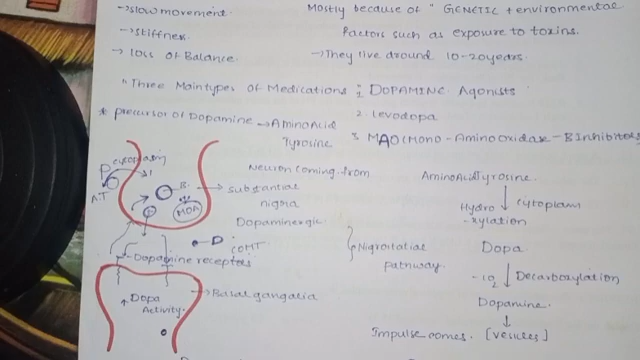 → slow movement.
→ stiffness
→ loss of Balance.
Mostly because of "GENETIC + environmental
Factors such as exposure to toxins.
→ They live around 10-20 years.
"Three Main types of Medications : 1. DOPAMINE Agonists
2. Levodopa
3. MAO (Mono-Amino oxidase-B Inhibitors
* precursor of Dopamine → Amino Acid
Tyrosine
cytoplasm
A.T
MOA
Neuron coming from
→ substantial
nigra
Dopaminergic
D
: COMT
- Dopamine receptors
} Nigrostatial
pathway.
↑ Dopa
Activity.
→ Basal gangalia
Amino Acid Tyrosine.
↓
Hydro
-xylation
cytoplasm
Dopa
↓ Decarboxylation
Dopamine.
↓
Impulse comes. [vesicles]